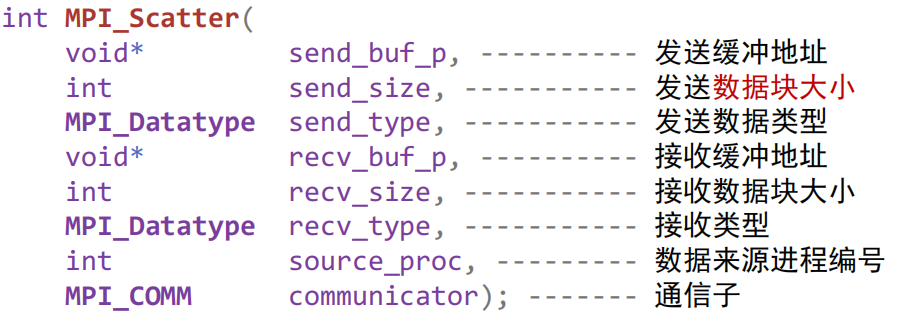 int MPI_Scatter(
void* send_buf_p, ---------- 发送缓冲地址
int send_size, ----------- 发送数据块大小
MPI_Datatype send_type, ----------- 发送数据类型
void* recv_buf_p, ---------- 接收缓冲地址
int recv_size, ----------- 接收数据块大小
MPI_Datatype recv_type, ----------- 接收类型
int source_proc, --------- 数据来源进程编号
MPI_COMM communicator); ------- 通信子